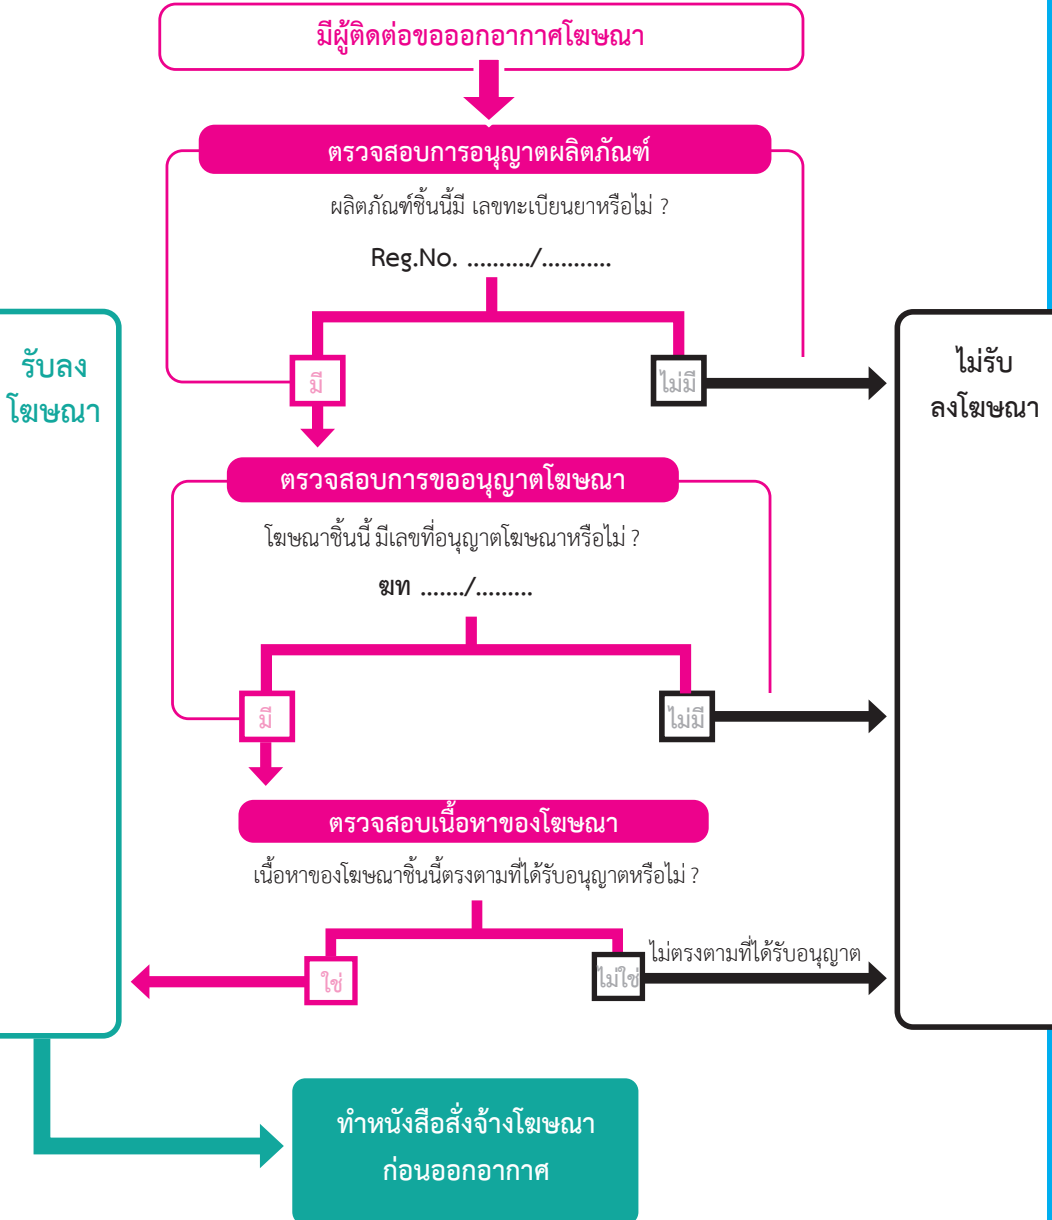 มีผู้ติดต่อขอออกอากาศโฆษณา
ตรวจสอบการอนุญาตผลิตภัณฑ์
ผลิตภัณฑ์ชิ้นนี้มี เลขทะเบียนยาหรือไม่ ?
Reg.No. ........../...........
มี
ไม่มี
รับลง
โฆษณา
ไม่รับ
ลงโฆษณา
ตรวจสอบการขออนุญาตโฆษณา
โฆษณาชิ้นนี้ มีเลขที่อนุญาตโฆษณาหรือไม่ ?
ฆท ......./.........
มี
ไม่มี
ตรวจสอบเนื้อหาของโฆษณา
เนื้อหาของโฆษณาชิ้นนี้ตรงตามที่ได้รับอนุญาตหรือไม่ ?
ใช่
ไม่ใช่
ไม่ตรงตามที่ได้รับอนุญาต
ทำหนังสือสั่งจ้างโฆษณา
ก่อนออกอากาศ